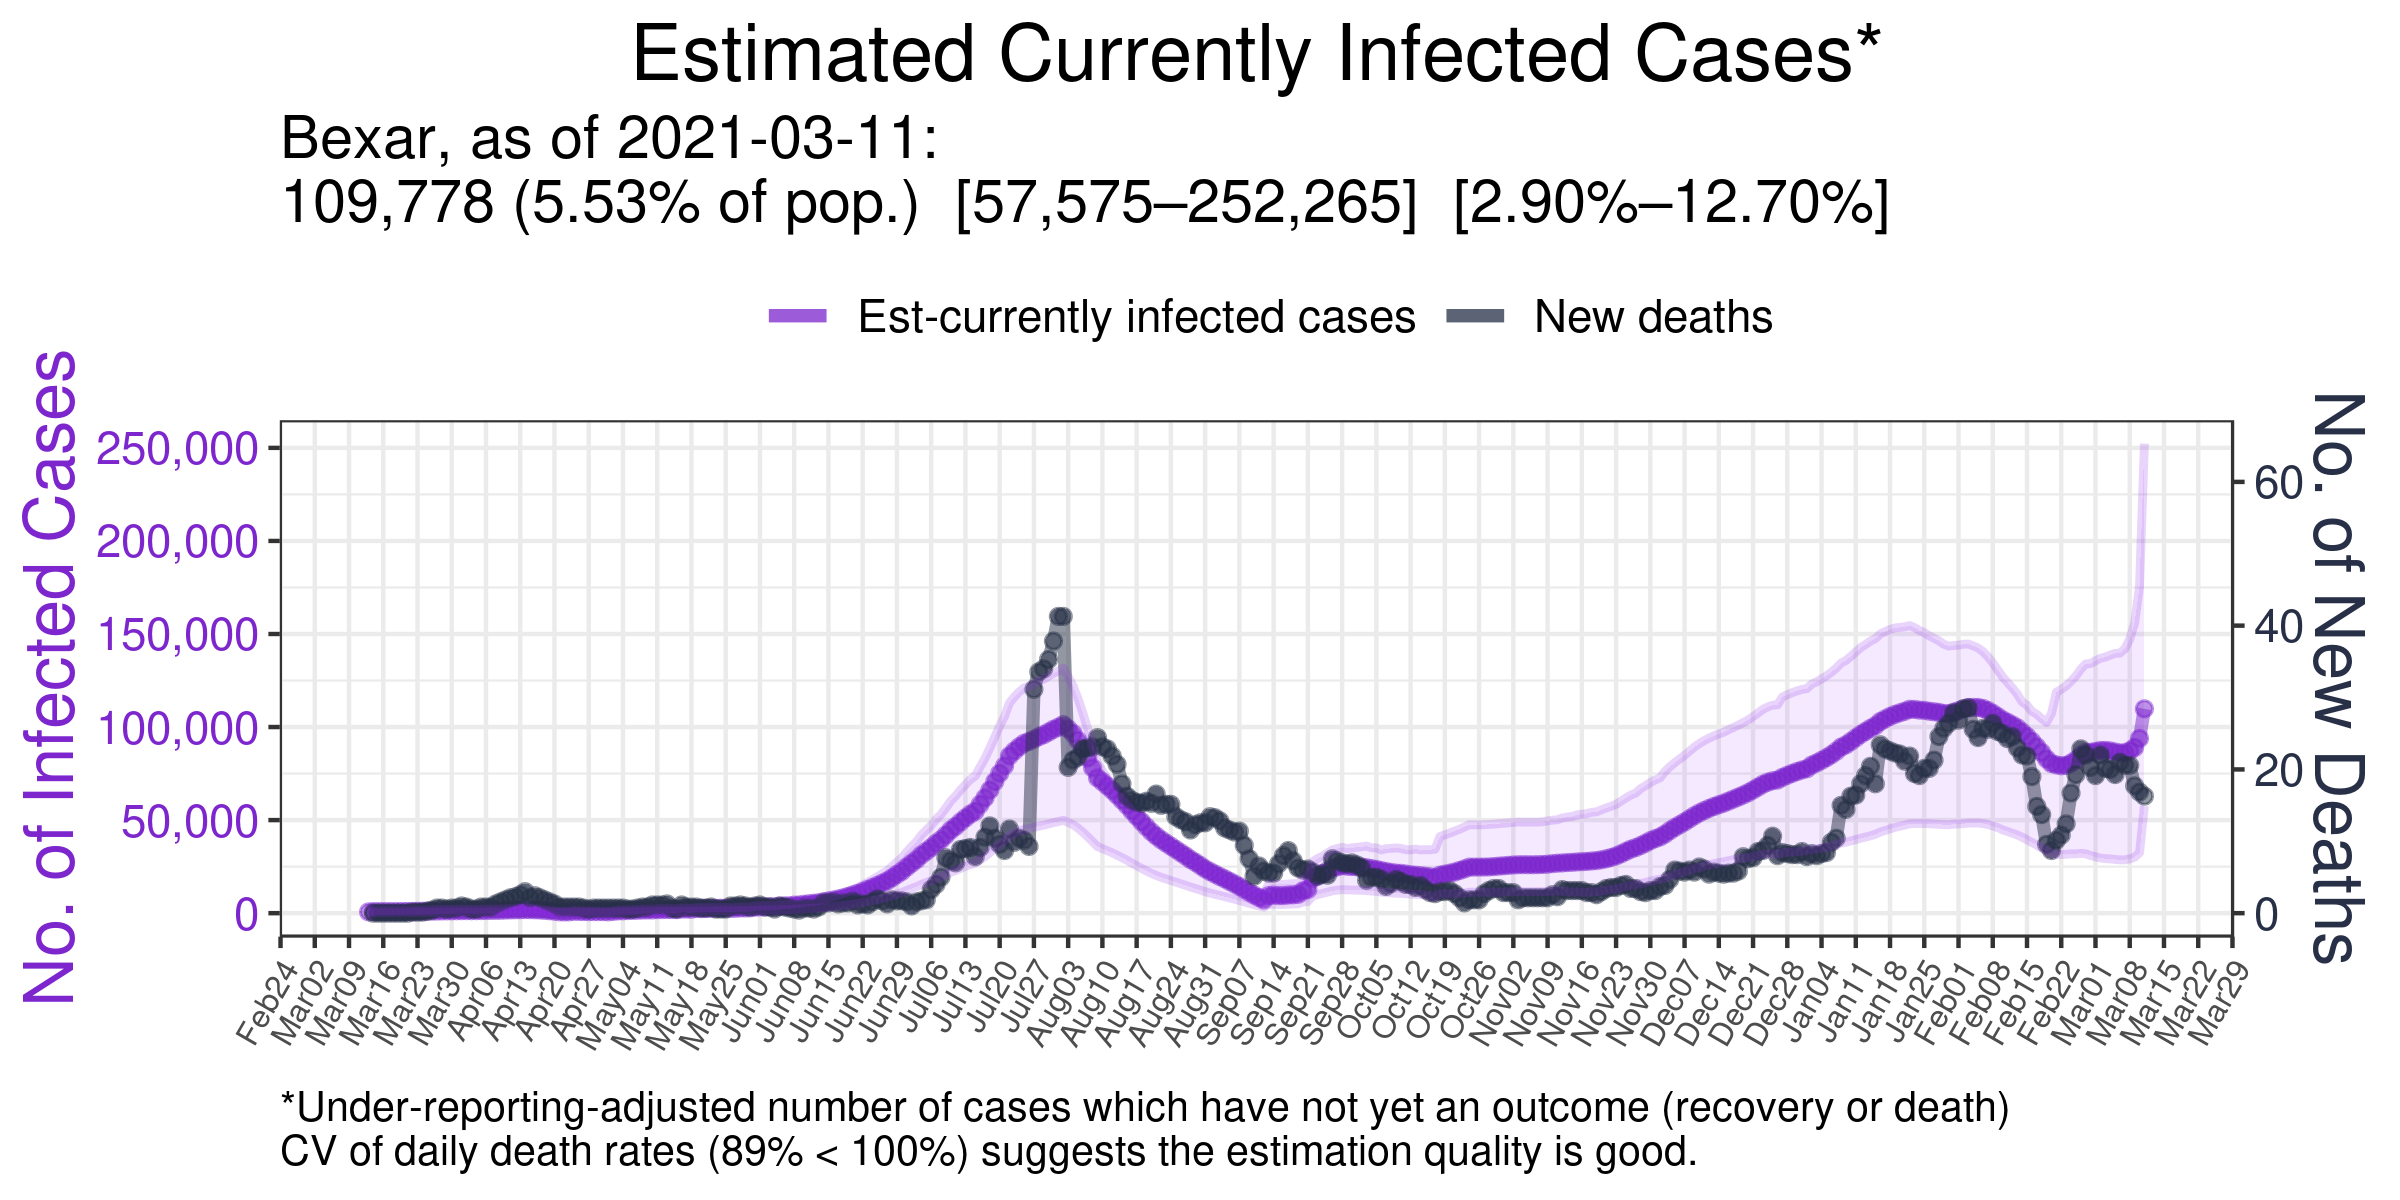 Estimated Currently Infected Cases*
Bexar, as of 2021-03-11:
109,778 (5.53% of pop.) [57,575–252,265] [2.90%–12.70%]
Est-currently infected cases
New deaths
No. of Infected Cases
250,000
200,000
150,000
100,000
50,000
0
60
40
20
0
No. of New Deaths
Feb24
Mar02
Mar09
Mar16
Mar23
Mar30
Apr06
Apr13
Apr20
Apr27
May04
May11
May18
May25
Jun01
Jun08
Jun15
Jun22
Jun29
Jul06
Jul13
Jul20
Jul27
Aug03
Aug10
Aug17
Aug24
Aug31
Sep07
Sep14
Sep21
Sep28
Oct05
Oct12
Oct19
Oct26
Nov02
Nov09
Nov16
Nov23
Nov30
Dec07
Dec14
Dec21
Dec28
Jan04
Jan11
Jan18
Jan25
Feb01
Feb08
Feb15
Feb22
Mar01
Mar08
Mar15
Mar22
Mar29
*Under-reporting-adjusted number of cases which have not yet an outcome (recovery or death)
CV of daily death rates (89% < 100%) suggests the estimation quality is good.